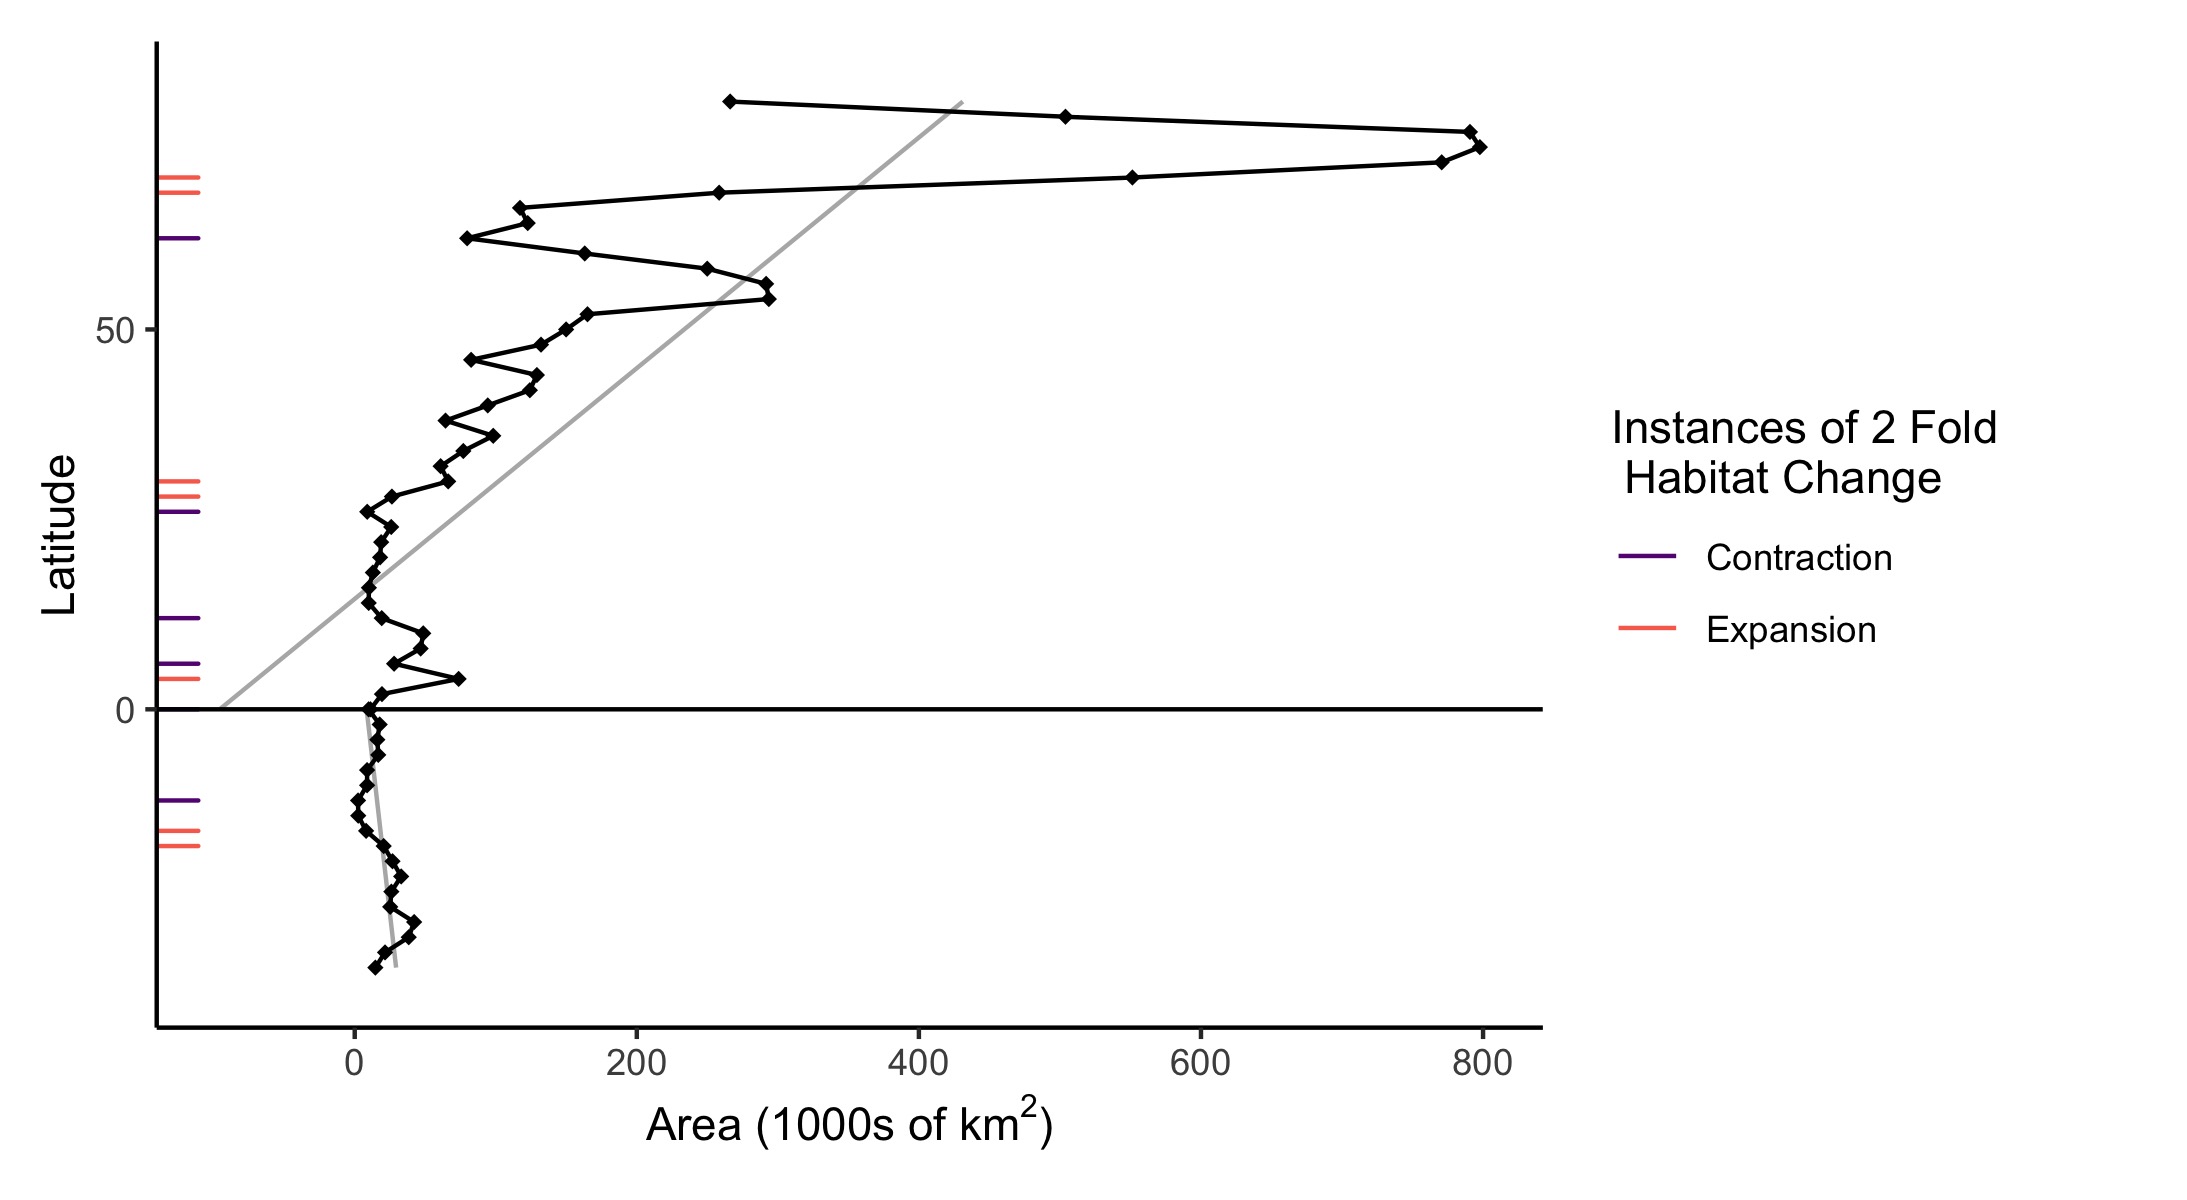 50
0
Latitude
0 200 400 600 800
Area (1000s of km²)
Instances of 2 Fold
Habitat Change
Contraction
Expansion